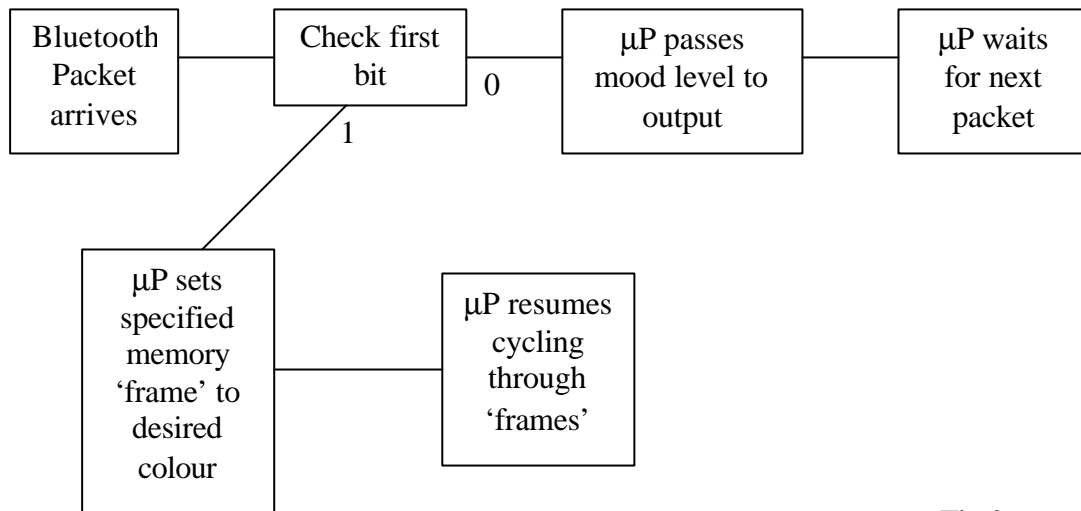 Bluetooth
Packet
arrives
Check first
bit
0
1
μP passes
mood level to
output
μP waits
for next
packet
μP sets
specified
memory
‘frame’ to
desired
colour
μP resumes
cycling
through
‘frames’